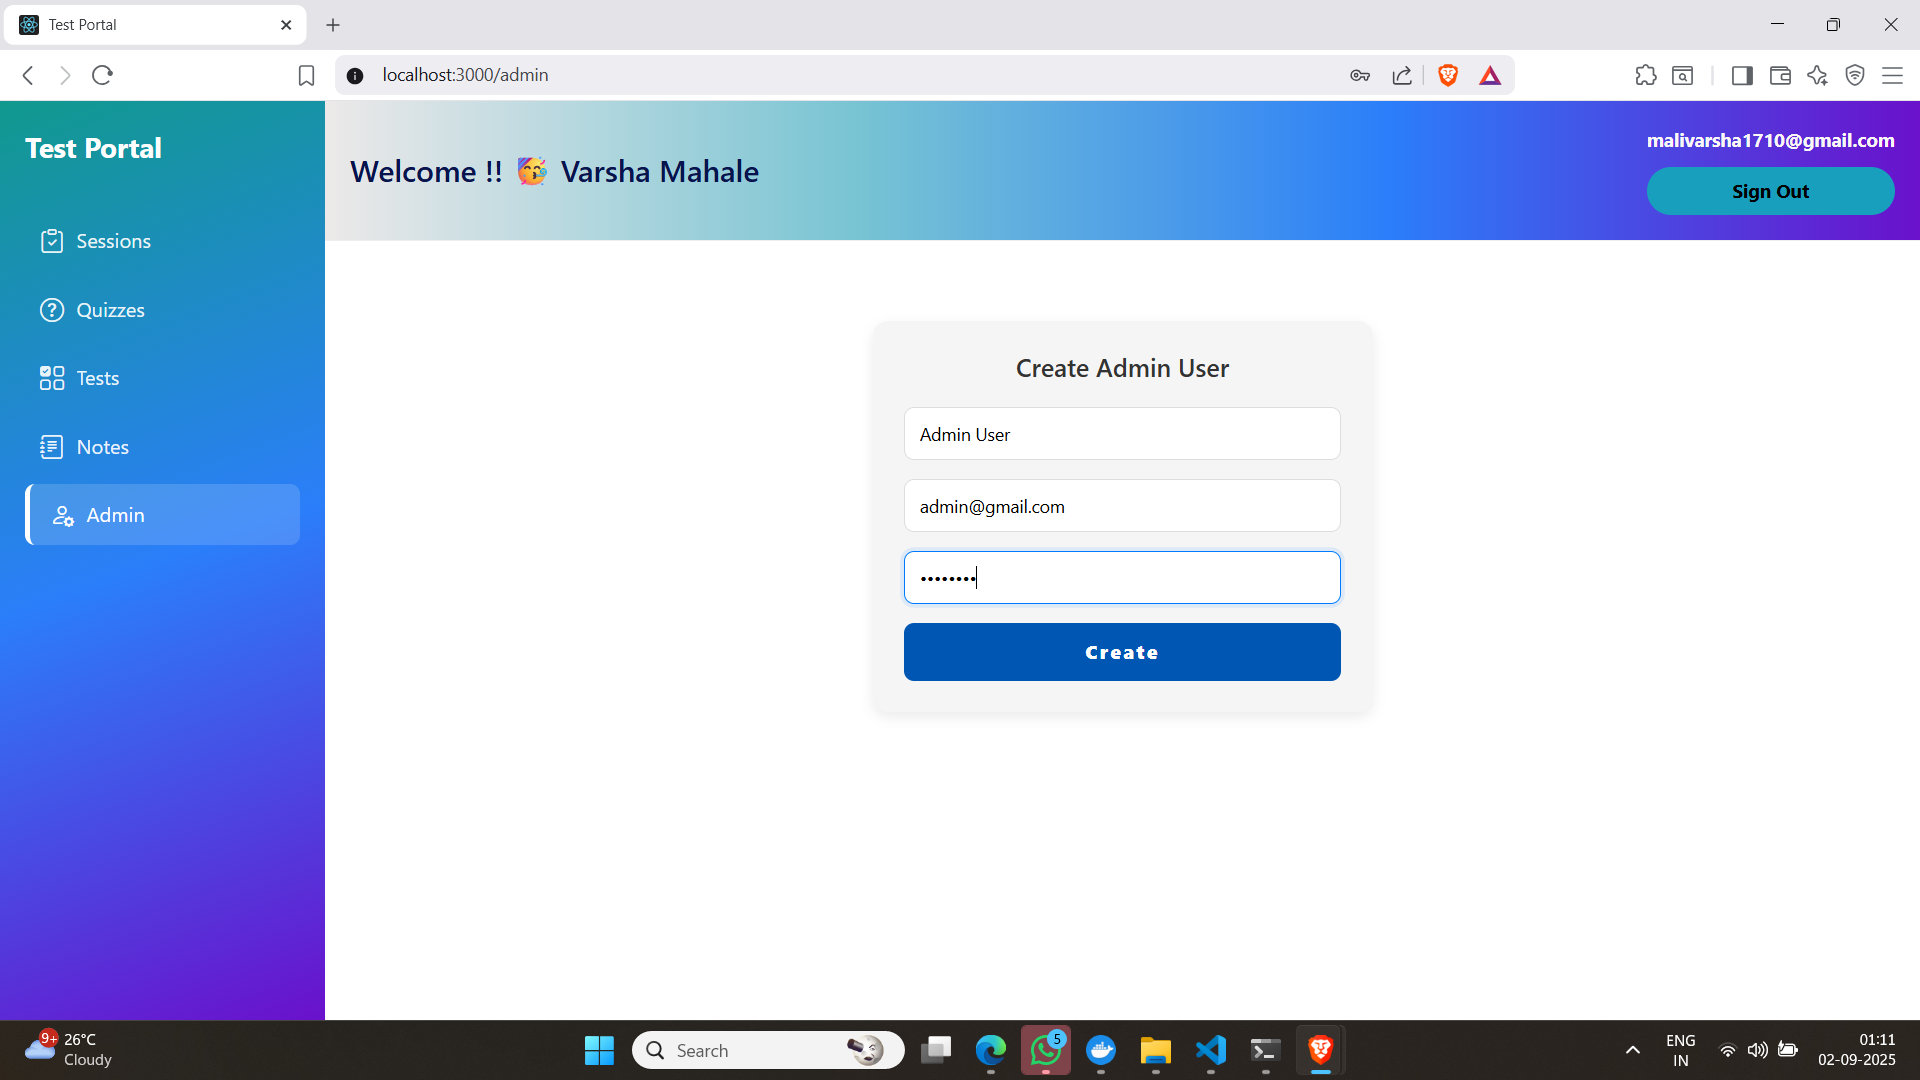 Test Portal
localhost:3000/admin
Test Portal
Sessions
Quizzes
Tests
Notes
Admin
Welcome !! 🥳 Varsha Mahale
malivarsha1710@gmail.com
Sign Out
Create Admin User
Admin User
admin@gmail.com
••••••••
Create
9+
26°C
Cloudy
Search
5
ENG
IN
01:11
02-09-2025